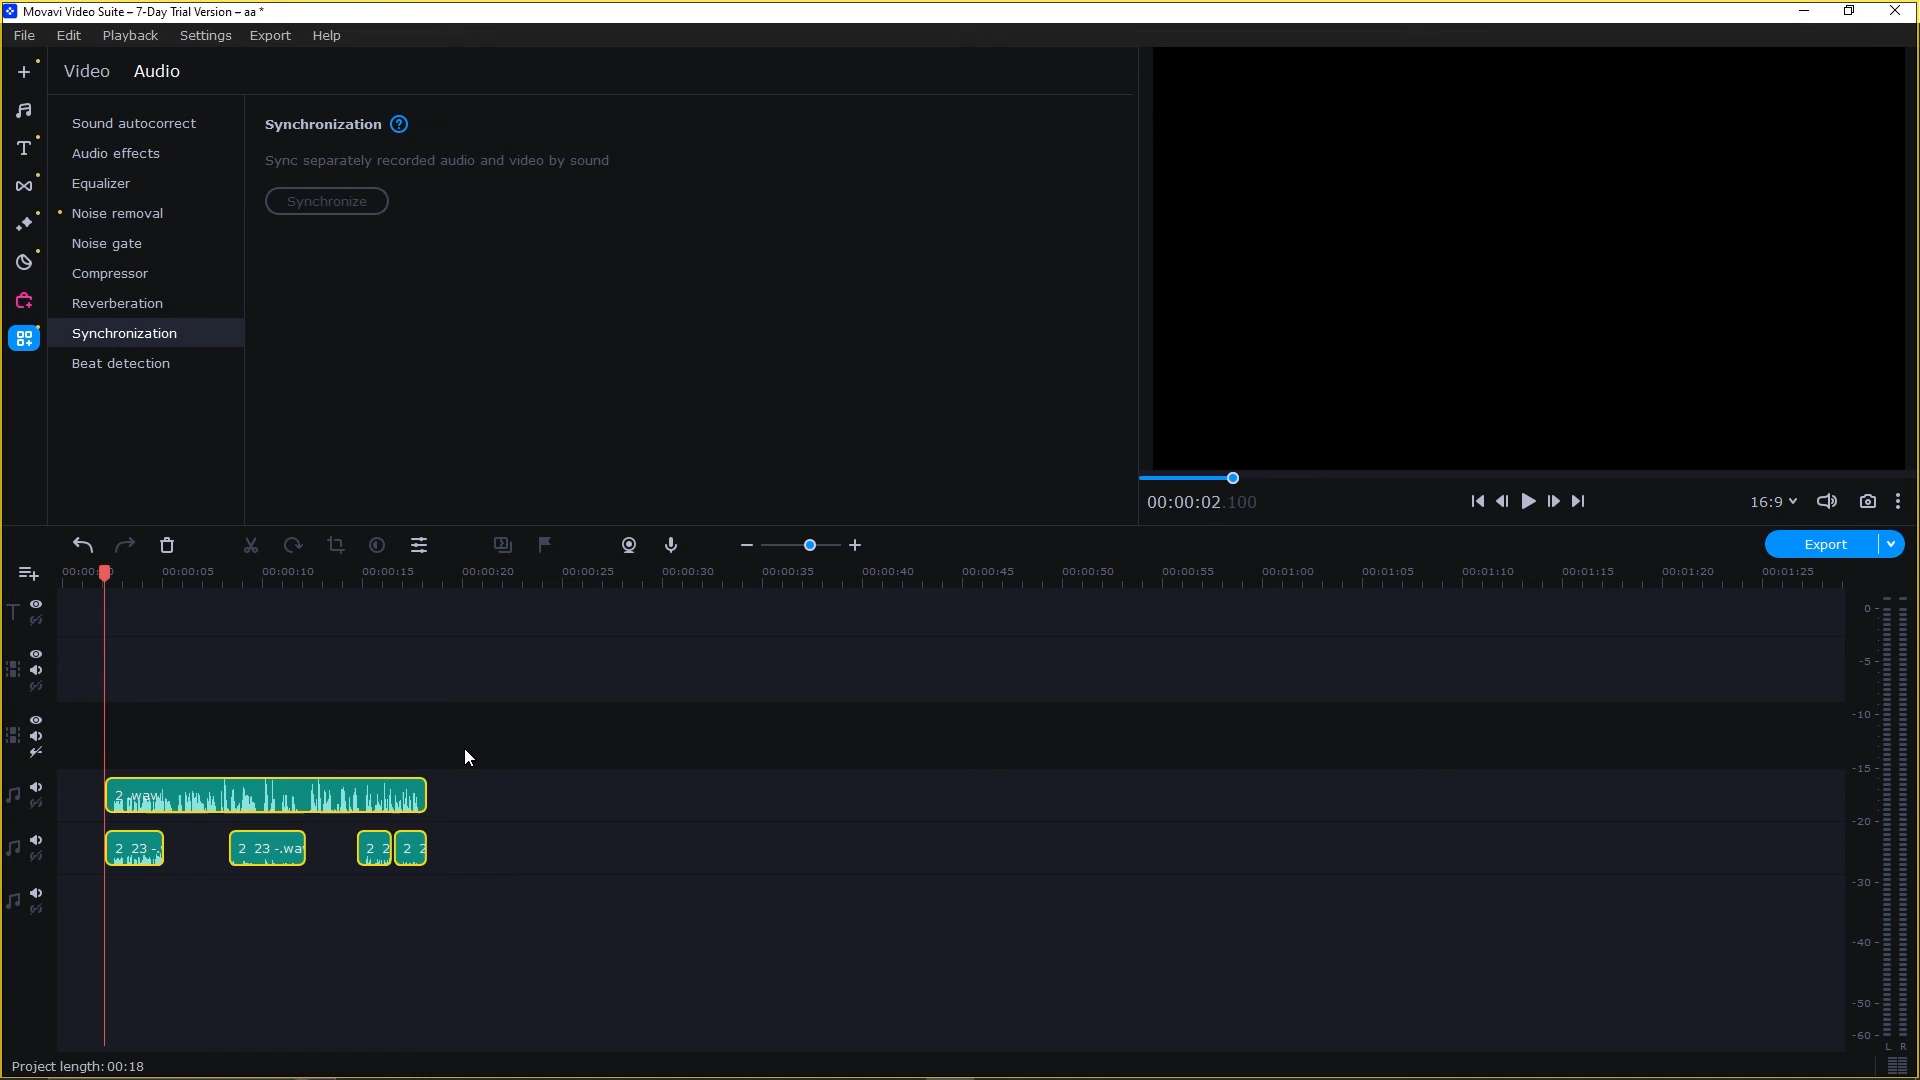 Movavi Video Suite – 7-Day Trial Version – aa *
File Edit Playback Settings Export Help
Video Audio
Sound autocorrect
Audio effects
Equalizer
Noise removal
Noise gate
Compressor
Reverberation
Synchronization
Beat detection
Synchronization ?
Sync separately recorded audio and video by sound
Synchronize
00:00:02.100
16:9
Export
00:00:05 00:00:10 00:00:15 00:00:20 00:00:25 00:00:30 00:00:35 00:00:40 00:00:45 00:00:50 00:00:55 00:01:00 00:01:05 00:01:10 00:01:15 00:01:20 00:01:25
0
-5
-10
-15
-20
-30
-40
-50
-60
L R
2 .wav
2 23 -.
2 23 -.wa
2 2
2 2
Project length: 00:18